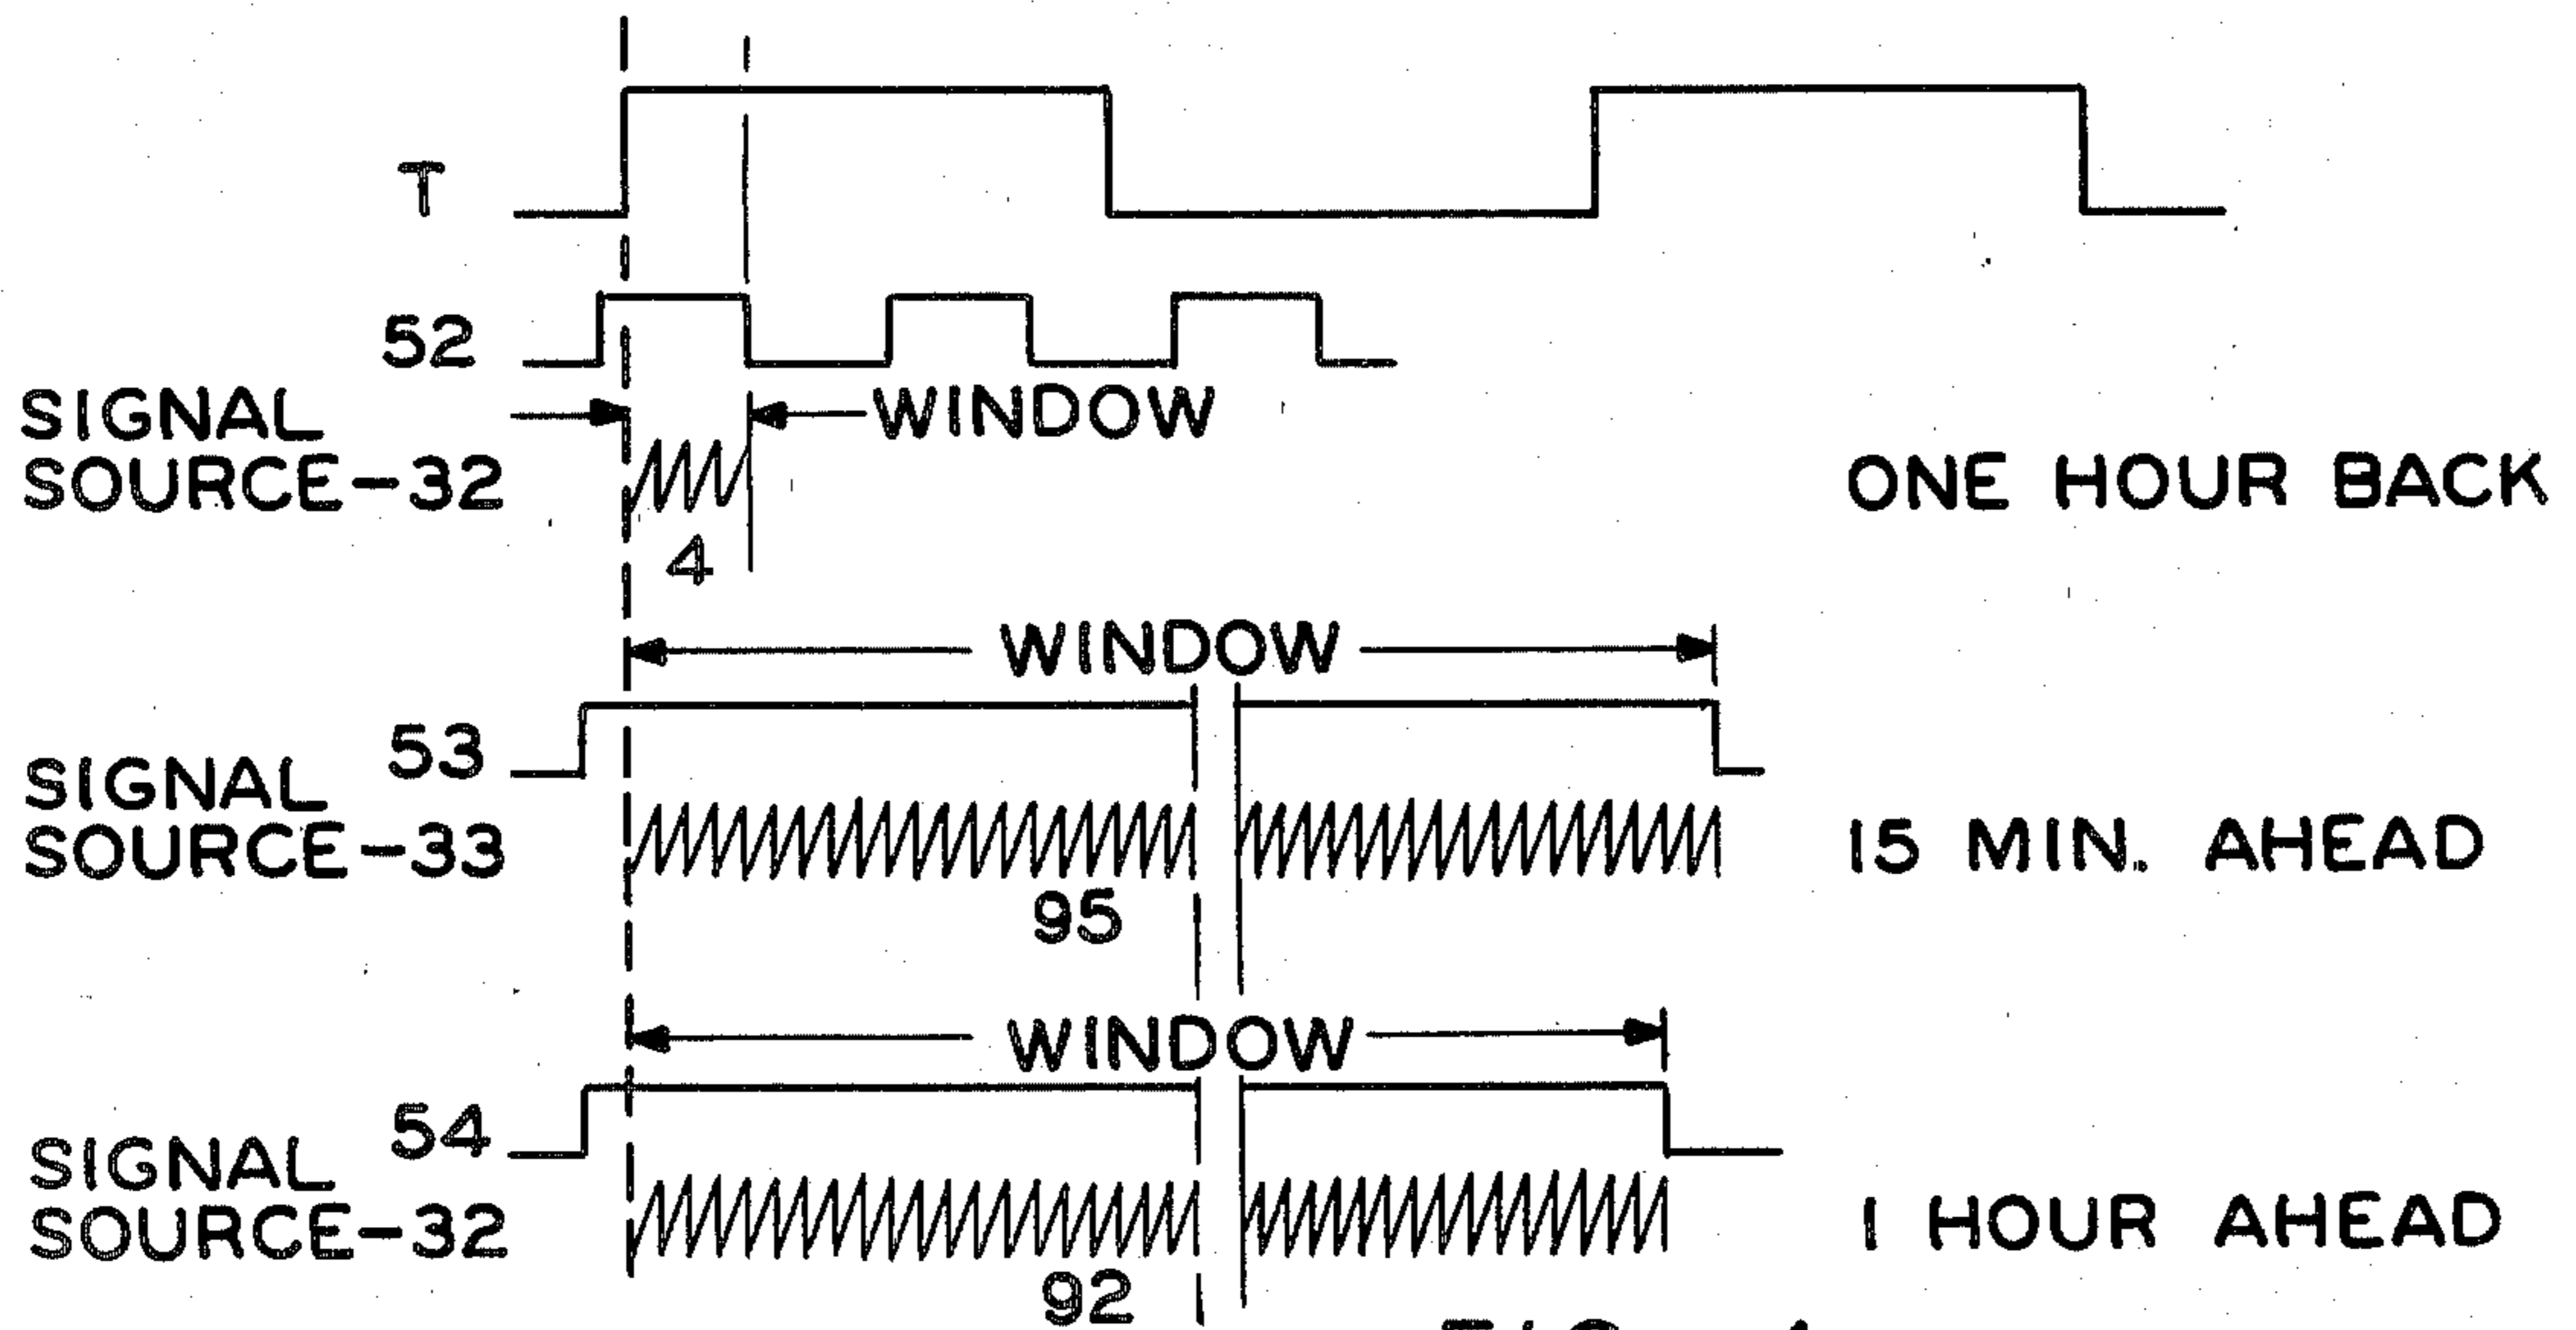 T
52
SIGNAL
SOURCE-32
WINDOW
4
ONE HOUR BACK
WINDOW
53
SIGNAL
SOURCE-33
95
15 MIN. AHEAD
WINDOW
54
SIGNAL
SOURCE-32
92
1 HOUR AHEAD